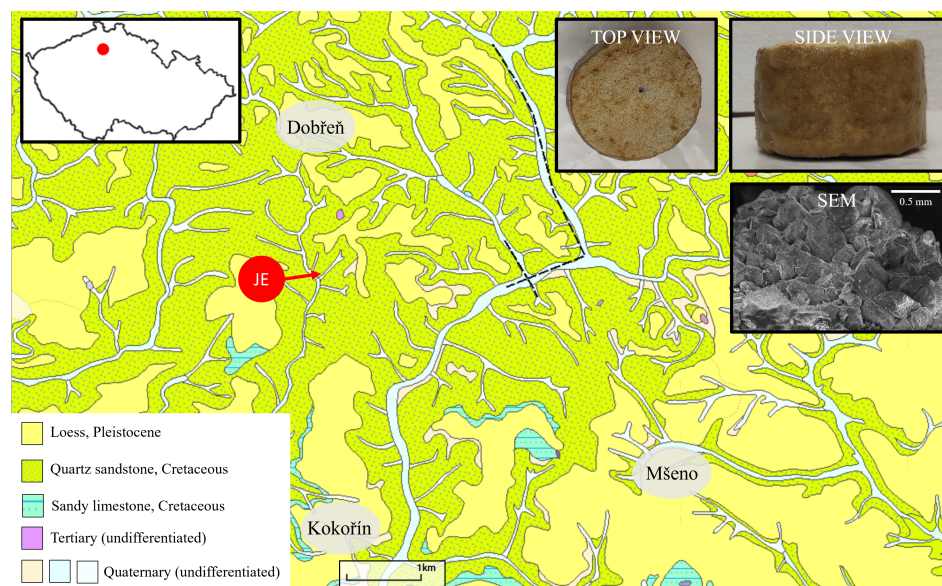 TOP VIEW
SIDE VIEW
Dobřeň
SEM
0.5 mm
JE
Loess, Pleistocene
Quartz sandstone, Cretaceous
Sandy limestone, Cretaceous
Tertiary (undifferentiated)
Quaternary (undifferentiated)
Mšeno
Kokořín
1km